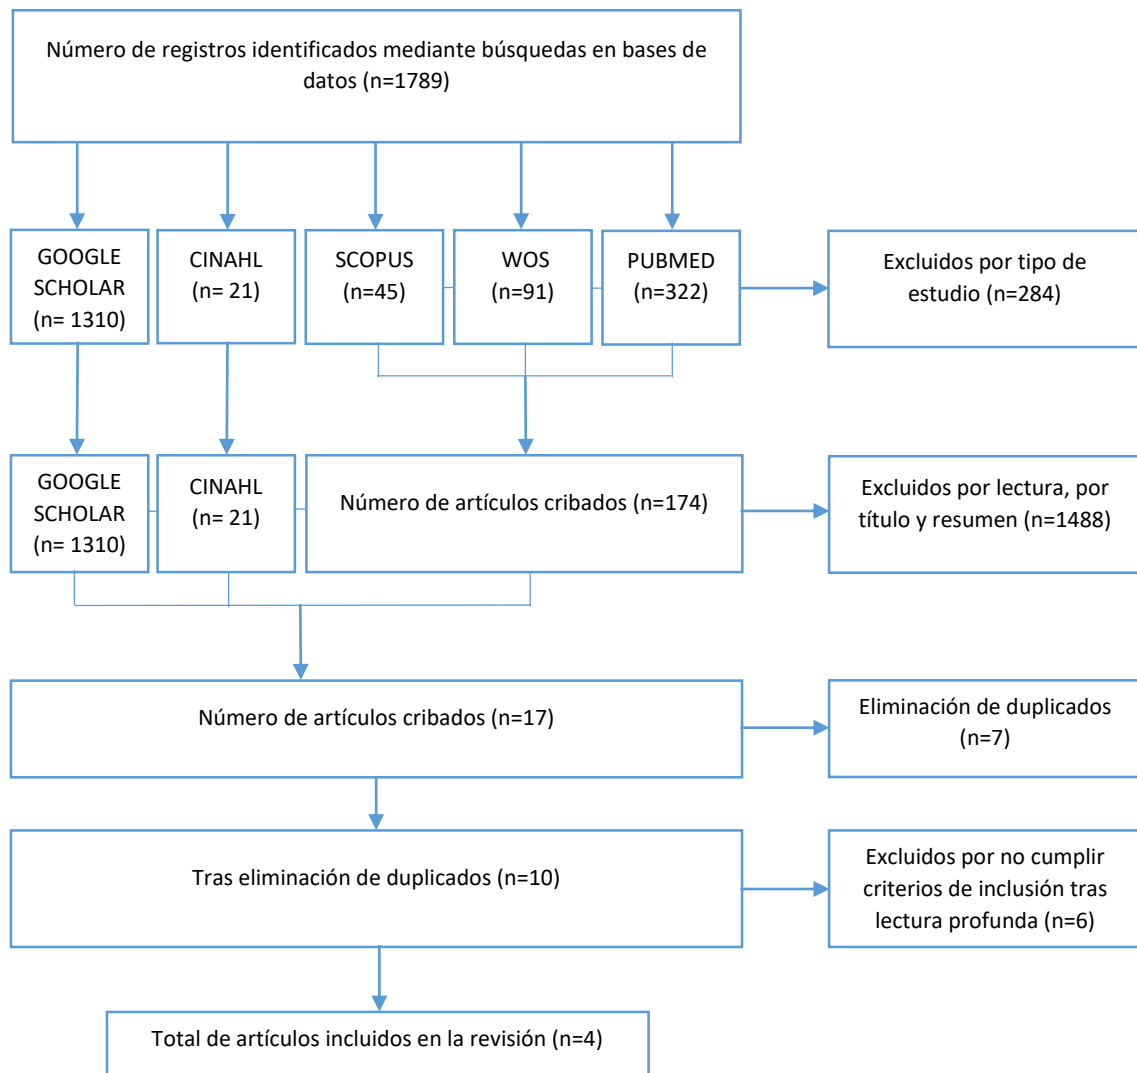 Número de registros identificados mediante búsquedas en bases de
datos (n=1789)
GOOGLE
SCHOLAR
(n= 1310)
CINAHL
(n= 21)
SCOPUS
(n=45)
WOS
(n=91)
PUBMED
(n=322)
Excluidos por tipo de
estudio (n=284)
GOOGLE
SCHOLAR
(n= 1310)
CINAHL
(n= 21)
Número de artículos cribados (n=174)
Excluidos por lectura, por
título y resumen (n=1488)
Número de artículos cribados (n=17)
Eliminación de duplicados
(n=7)
Tras eliminación de duplicados (n=10)
Excluidos por no cumplir
criterios de inclusión tras
lectura profunda (n=6)
Total de artículos incluidos en la revisión (n=4)